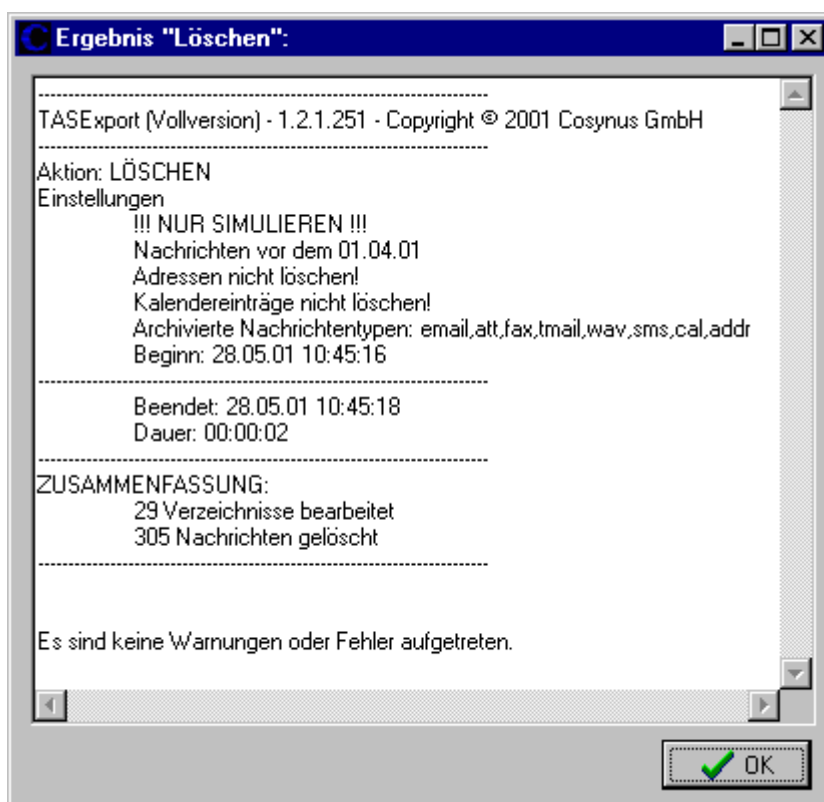 Ergebnis "Löschen":
TASExport (Vollversion) - 1.2.1.251 - Copyright © 2001 Cosynus GmbH
Aktion: LÖSCHEN
Einstellungen
!!! NUR SIMULIEREN !!!
Nachrichten vor dem 01.04.01
Adressen nicht löschen!
Kalendereinträge nicht löschen!
Archivierte Nachrichtentypen: email,att,fax,tmail,wav,sms,cal,addr
Beginn: 28.05.01 10:45:16
Beendet: 28.05.01 10:45:18
Dauer: 00:00:02
ZUSAMMENFASSUNG:
29 Verzeichnisse bearbeitet
305 Nachrichten gelöscht
Es sind keine Warnungen oder Fehler aufgetreten.
OK